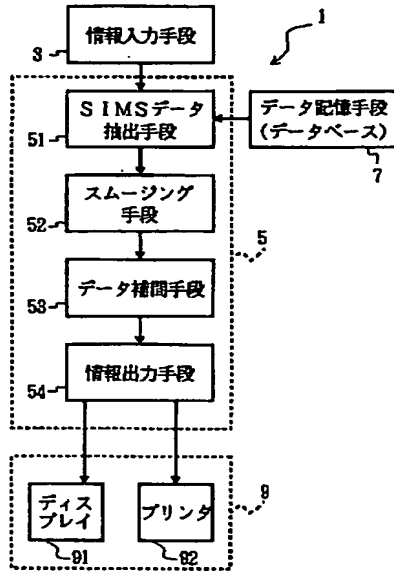 1
情報入力手段
3
SIMSデータ
抽出手段
51
データ記憶手段
(データベース)
7
スムージング
手段
52
5
データ補間手段
53
情報出力手段
54
ディス
プレイ
91
プリンタ
92
9